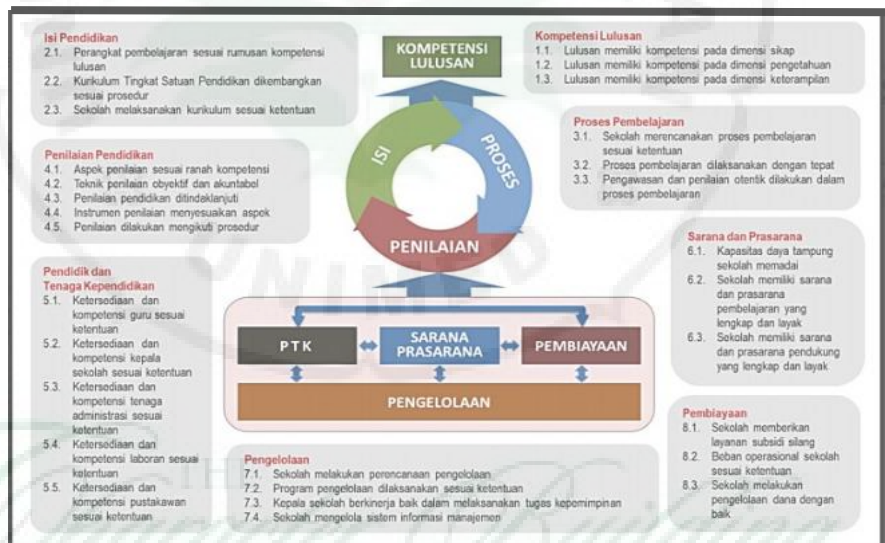 Isi Pendidikan
2.1. Perangkat pembelajaran sesuai rumusan kompetensi
lulusan
2.2. Kurikulum Tingkat Satuan Pendidikan dikembangkan
sesuai prosedur
2.3. Sekolah melaksanakan kurikulum sesuai ketentuan
KOMPETENSI
LULUSAN
Kompetensi Lulusan
1.1. Lulusan memiliki kompetensi pada dimensi sikap
1.2. Lulusan memiliki kompetensi pada dimensi pengetahuan
1.3. Lulusan memiliki kompetensi pada dimensi keterampilan
Penilaian Pendidikan
4.1. Aspek penilaian sesuai ranah kompetensi
4.2. Teknik penilaian obyektif dan akuntabel
4.3. Penilaian pendidikan ditindaklanjuti
4.4. Instrumen penilaian menyesuaikan aspek
4.5. Penilaian dilakukan mengikuti prosedur
ISI
PROSES
PENILAIAN
Proses Pembelajaran
3.1. Sekolah merencanakan proses pembelajaran
sesuai ketentuan
3.2. Proses pembelajaran dilaksanakan dengan tepat
3.3. Pengawasan dan penilaian otentik dilakukan dalam
proses pembelajaran
Pendidik dan
Tenaga Kependidikan
5.1. Ketersediaan dan
kompetensi guru sesuai
ketentuan
5.2. Ketersediaan dan
kompetensi kepala
sekolah sesuai ketentuan
5.3. Ketersediaan dan
kompetensi tenaga
administrasi sesuai
ketentuan
5.4. Ketersediaan dan
kompetensi laboran sesuai
ketentuan
5.5. Ketersediaan dan
kompetensi pustakawan
sesuai ketentuan
UNIMED
PTK
SARANA
PRASARANA
PEMBIAYAAN
PENGELOLAAN
Sarana dan Prasarana
6.1. Kapasitas daya tampung
sekolah memadai
6.2. Sekolah memiliki sarana
dan prasarana
pembelajaran yang
lengkap dan layak
6.3. Sekolah memiliki sarana
dan prasarana pendukung
yang lengkap dan layak
Pengelolaan
7.1. Sekolah melakukan perencanaan pengelolaan
7.2. Program pengelolaan dilaksanakan sesuai ketentuan
7.3. Kepala sekolah berkinerja baik dalam melaksanakan tugas kepemimpinan
7.4. Sekolah mengelola sistem informasi manajemen
Pembiayaan
8.1. Sekolah memberikan
layanan subsidi silang
8.2. Beban operasional sekolah
sesuai ketentuan
8.3. Sekolah melakukan
pengelolaan dana dengan
baik